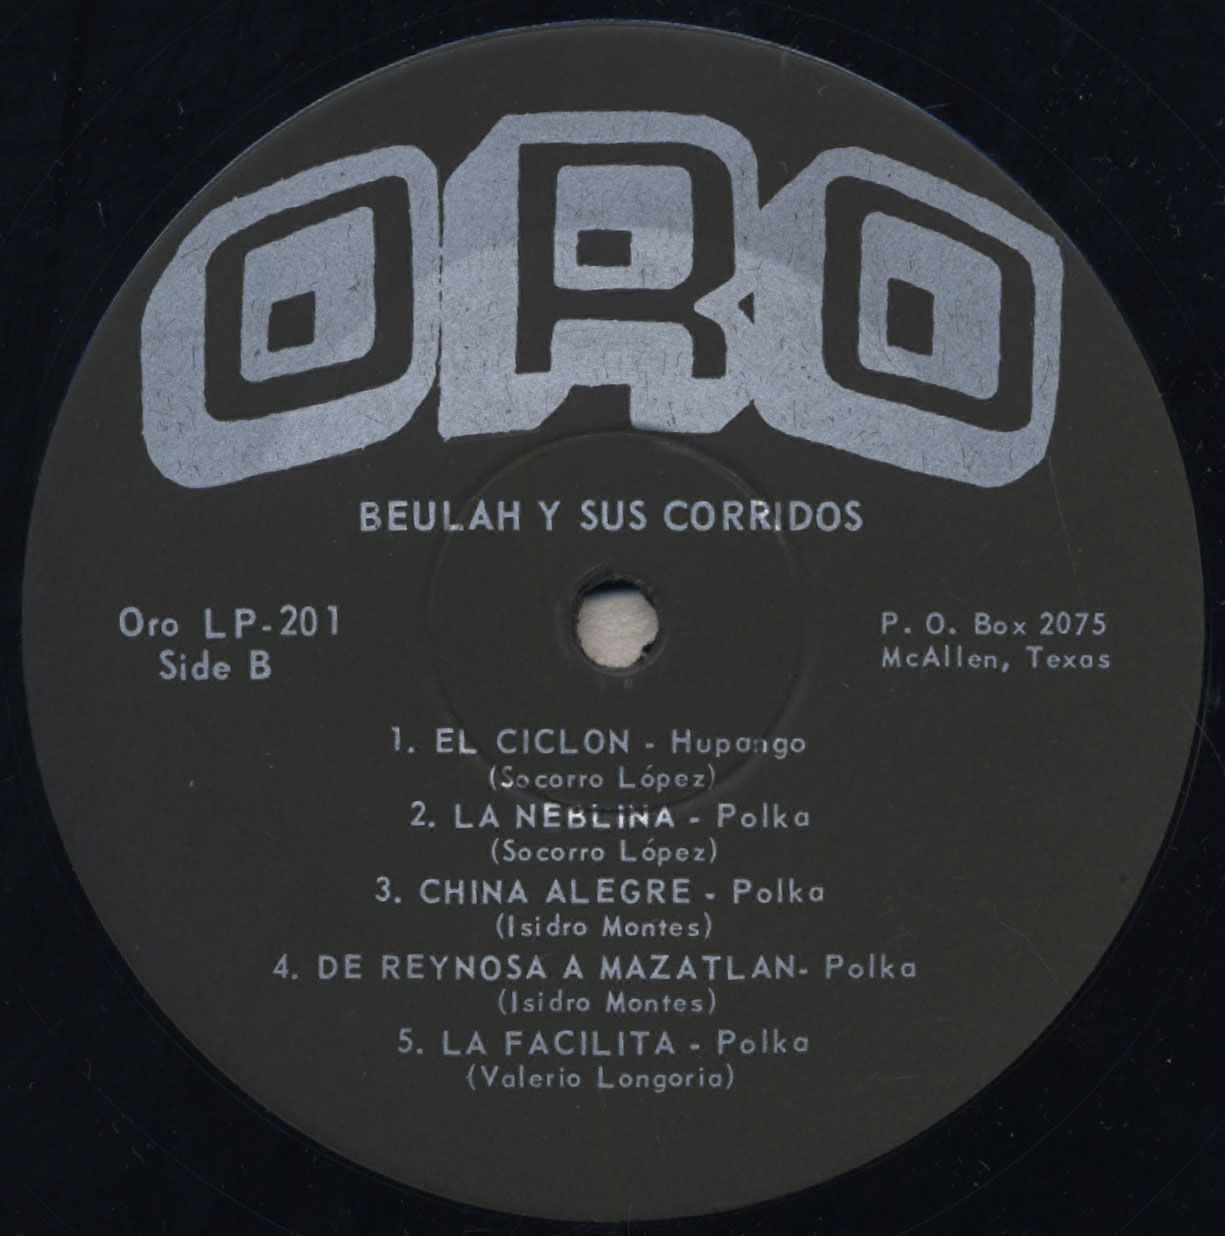 ORO
BEULAH Y SUS CORRIDOS
Oro LP-201
Side B
P. O. Box 2075
McAllen, Texas
1. EL CICLON - Hupango
(Socorro López)
2. LA NEBLINA - Polka
(Socorro López)
3. CHINA ALEGRE - Polka
(Isidro Montes)
4. DE REYNOSA A MAZATLAN- Polka
(Isidro Montes)
5. LA FACILITA - Polka
(Valerio Longoria)